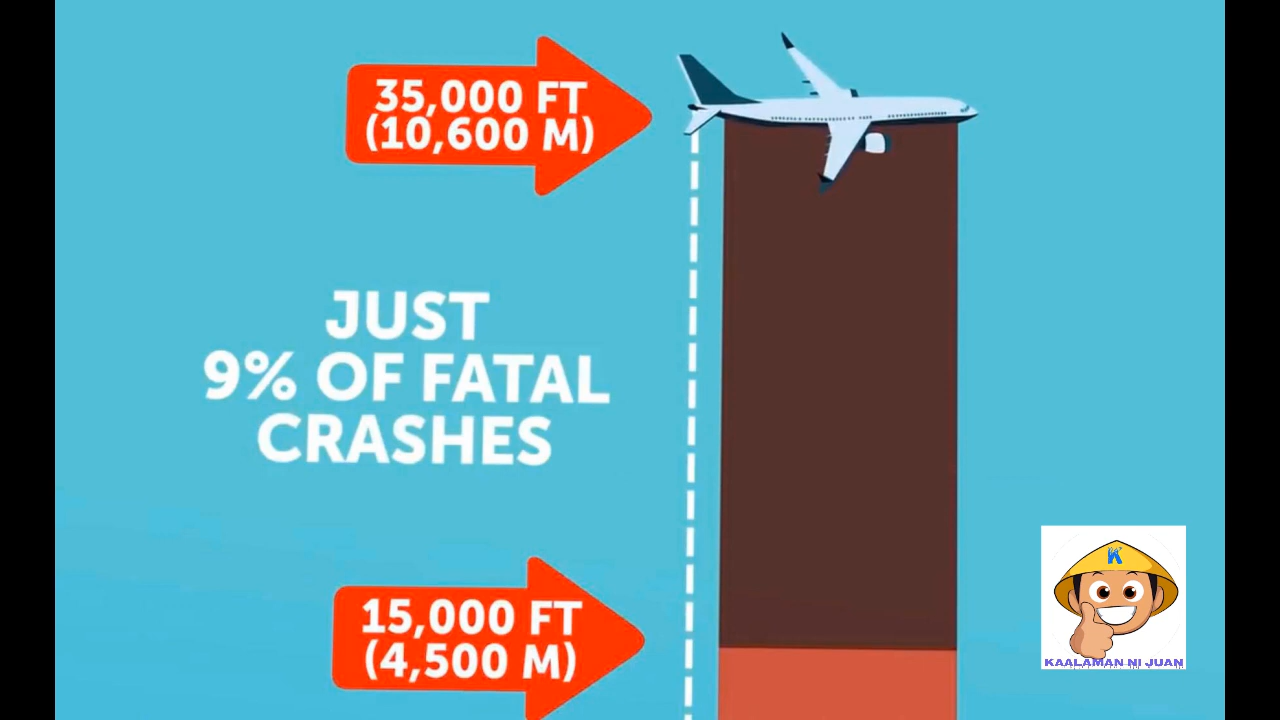 35,000 FT
(10,600 M)
JUST
9% OF FATAL
CRASHES
15,000 FT
(4,500 M)
K
KAALAMAN NI JUAN